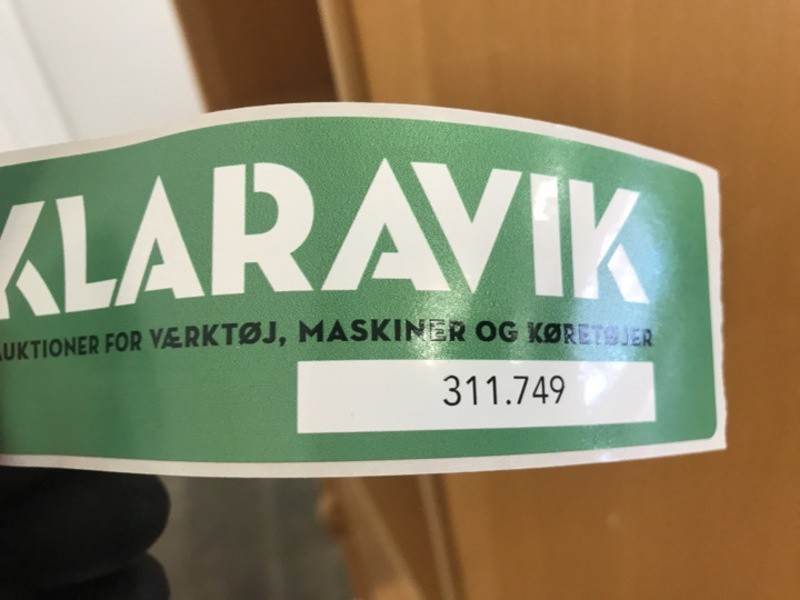 KLARAVIK
AUKTIONER FOR VÆRKTØJ, MASKINER OG KØRETØJER
311.749